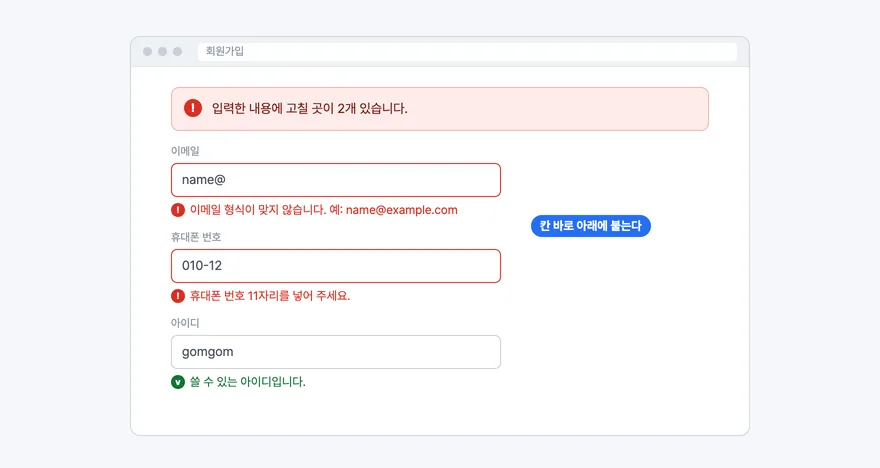 회원가입
! 입력한 내용에 고칠 곳이 2개 있습니다.
이메일
name@
! 이메일 형식이 맞지 않습니다. 예: name@example.com
칸 바로 아래에 붙는다
휴대폰 번호
010-12
! 휴대폰 번호 11자리를 넣어 주세요.
아이디
gomgom
v 쓸 수 있는 아이디입니다.